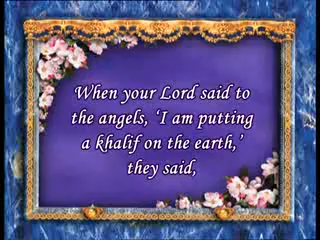 When your Lord said to
the angels, ‘I am putting
a khalif on the earth,’
they said,